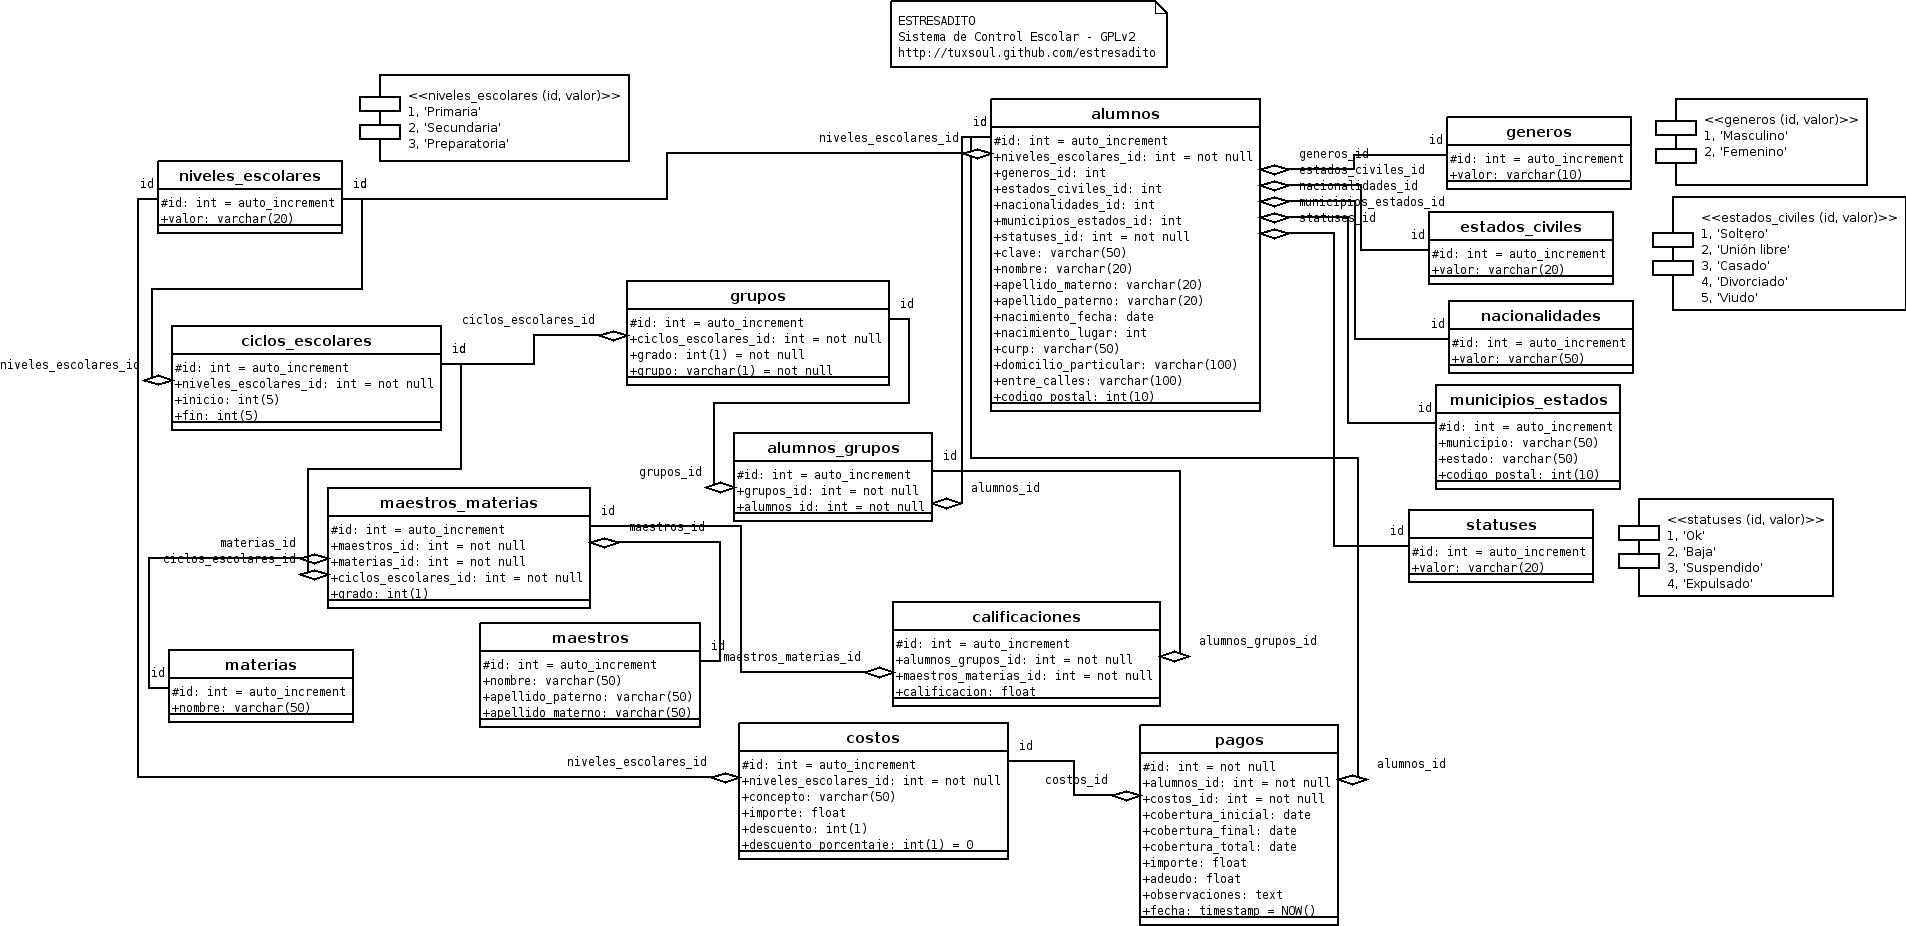 ESTRESADITO
Sistema de Control Escolar - GPLv2
http://tuxsoul.github.com/estresadito
<<niveles_escolares (id, valor)>>
1, 'Primaria'
2, 'Secundaria'
3, 'Preparatoria'
niveles_escolares
#id: int = auto_increment
+valor: varchar(20)
id
id
niveles_escolares_id
id
alumnos
#id: int = auto_increment
+niveles_escolares_id: int = not null
+generos_id: int
+estados_civiles_id: int
+nacionalidades_id: int
+municipios_estados_id: int
+statuses_id: int = not null
+clave: varchar(50)
+nombre: varchar(20)
+apellido_materno: varchar(20)
+apellido_paterno: varchar(20)
+nacimiento_fecha: date
+nacimiento_lugar: int
+curp: varchar(50)
+domicilio_particular: varchar(100)
+entre_calles: varchar(100)
+codigo_postal: int(10)
generos_id
estados_civiles_id
nacionalidades_id
municipios_estados_id
statuses_id
id
generos
#id: int = auto_increment
+valor: varchar(10)
<<generos (id, valor)>>
1, 'Masculino'
2, 'Femenino'
id
estados_civiles
#id: int = auto_increment
+valor: varchar(20)
<<estados_civiles (id, valor)>>
1, 'Soltero'
2, 'Unión libre'
3, 'Casado'
4, 'Divorciado'
5, 'Viudo'
id
nacionalidades
#id: int = auto_increment
+valor: varchar(50)
id
municipios_estados
#id: int = auto_increment
+municipio: varchar(50)
+estado: varchar(50)
+codigo_postal: int(10)
id
statuses
#id: int = auto_increment
+valor: varchar(20)
<<statuses (id, valor)>>
1, 'Ok'
2, 'Baja'
3, 'Suspendido'
4, 'Expulsado'
niveles_escolares_id
ciclos_escolares
#id: int = auto_increment
+niveles_escolares_id: int = not null
+inicio: int(5)
+fin: int(5)
id
ciclos_escolares_id
grupos
#id: int = auto_increment
+ciclos_escolares_id: int = not null
+grado: int(1) = not null
+grupo: varchar(1) = not null
id
grupos_id
alumnos_grupos
#id: int = auto_increment
+grupos_id: int = not null
+alumnos_id: int = not null
id
alumnos_id
materias_id
ciclos_escolares_id
maestros_materias
#id: int = auto_increment
+maestros_id: int = not null
+materias_id: int = not null
+ciclos_escolares_id: int = not null
+grado: int(1)
id
maestros_id
id
materias
#id: int = auto_increment
+nombre: varchar(50)
maestros
#id: int = auto_increment
+nombre: varchar(50)
+apellido_paterno: varchar(50)
+apellido_materno: varchar(50)
id
maestros_materias_id
calificaciones
#id: int = auto_increment
+alumnos_grupos_id: int = not null
+maestros_materias_id: int = not null
+calificacion: float
alumnos_grupos_id
niveles_escolares_id
costos
#id: int = auto_increment
+niveles_escolares_id: int = not null
+concepto: varchar(50)
+importe: float
+descuento: int(1)
+descuento_porcentaje: int(1) = 0
id
costos_id
pagos
#id: int = not null
+alumnos_id: int = not null
+costos_id: int = not null
+cobertura_inicial: date
+cobertura_final: date
+cobertura_total: date
+importe: float
+adeudo: float
+observaciones: text
+fecha: timestamp = NOW()
alumnos_id